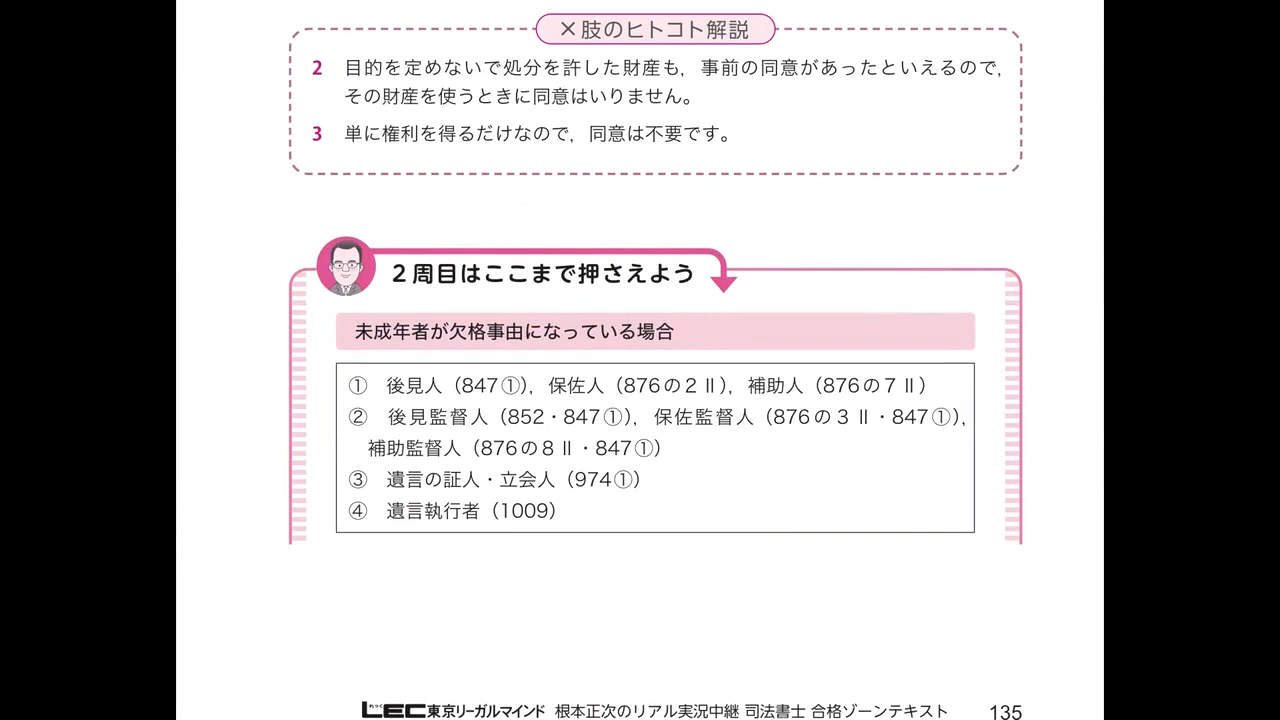 ×肢のヒトコト解説
2 目的を定めないで処分を許した財産も，事前の同意があったといえるので，
その財産を使うときに同意はいりません。
3 単に権利を得るだけなので，同意は不要です。
2周目はここまで押さえよう
未成年者が欠格事由になっている場合
① 後見人（847①），保佐人（876の2Ⅱ），補助人（876の7Ⅱ）
② 後見監督人（852・847①），保佐監督人（876の3Ⅱ・847①），
補助監督人（876の8Ⅱ・847①）
③ 遺言の証人・立会人（974①）
④ 遺言執行者（1009）
LEC東京リーガルマインド 根本正次のリアル実況中継 司法書士 合格ゾーンテキスト 135